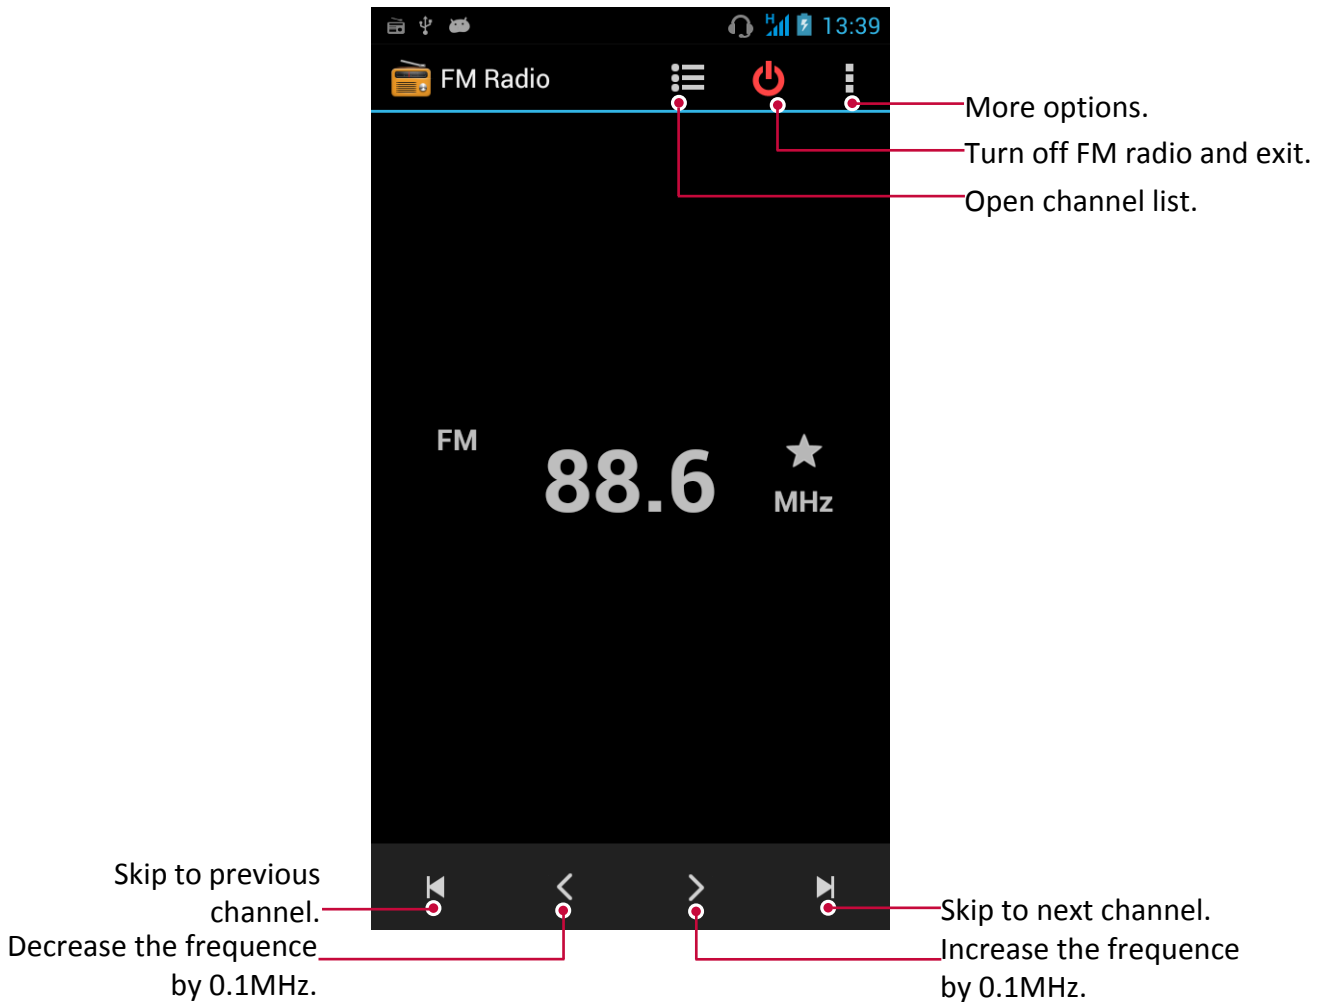 H 13:39
FM Radio
More options.
Turn off FM radio and exit.
Open channel list.
FM
88.6
MHz
Skip to previous
channel.
Decrease the frequence
by 0.1MHz.
Skip to next channel.
Increase the frequence
by 0.1MHz.